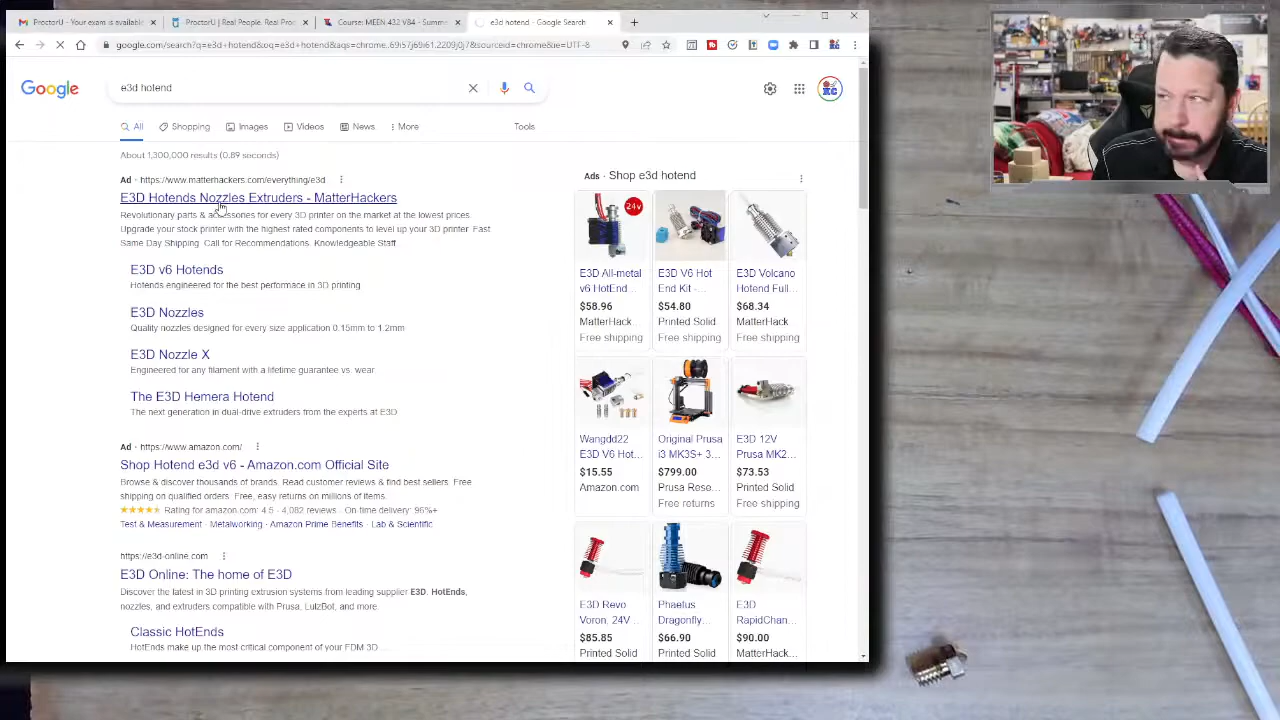 ProctorU - Your exam is available
ProctorU | Real People. Real Pro
Course: MEEN 432 V84 - Summe
e3d hotend - Google Search
google.com/search?q=e3d+hotend&oq=e3d+hotend&aqs=chrome
&sourceid=chrome&ie=UTF-8
Google
e3d hotend
All
Shopping
Images
Videos
News
More
Tools
About 1,300,000 results (0.89 seconds)
Ad · https://www.matterhackers.com/everything/e3d
E3D Hotends Nozzles Extruders - MatterHackers
Revolutionary parts & accessories for every 3D printer on the market at the lowest prices.
Upgrade your stock printer with the highest rated components to level up your 3D printer. Fast
Same Day Shipping. Call for Recommendations. Knowledgeable Staff
E3D v6 Hotends
Hotends engineered for the best performace in 3D printing
E3D Nozzles
Quality nozzles designed for every size application 0.15mm to 1.2mm
E3D Nozzle X
Engineered for any filament with a lifetime guarantee vs. wear
The E3D Hemera Hotend
The next generation in dual-drive extruders from the experts at E3D
Ad · https://www.amazon.com/
Shop Hotend e3d v6 - Amazon.com Official Site
Browse & discover thousands of brands. Read customer reviews & find best sellers. Free
shipping on qualified orders. Free, easy returns on millions of items.
Rating for amazon.com: 4.5 - 4,082 reviews - On-time delivery: 96%+
Test & Measurement · Metalworking · Amazon Prime Benefits · Lab & Scientific
https://e3d-online.com
E3D Online: The home of E3D
Discover the latest in 3D printing extrusion systems from leading supplier E3D. HotEnds,
nozzles, and extruders compatible with Prusa, LulzBot, and more.
Classic HotEnds
HotEnds make up the most critical component of your FDM 3D ...
Ads · Shop e3d hotend
24v
E3D All-metal
v6 HotEnd...
$58.96
MatterHack...
Free shipping
E3D V6 Hot
End Kit -...
$54.80
Printed Solid
Free shipping
E3D Volcano
Hotend Full...
$68.34
MatterHack
Free shipping
Wangdd22
E3D V6 Hot...
$15.55
Amazon.com
Original Prusa
i3 MK3S+ 3...
$799.00
Prusa Rese...
Free returns
E3D 12V
Prusa MK2...
$73.53
Printed Solid
Free shipping
E3D Revo
Voron, 24V ...
$85.85
Printed Solid
Phaetus
Dragonfly...
$66.90
MatterHack...
E3D
RapidChan...
$90.00
MatterHack...